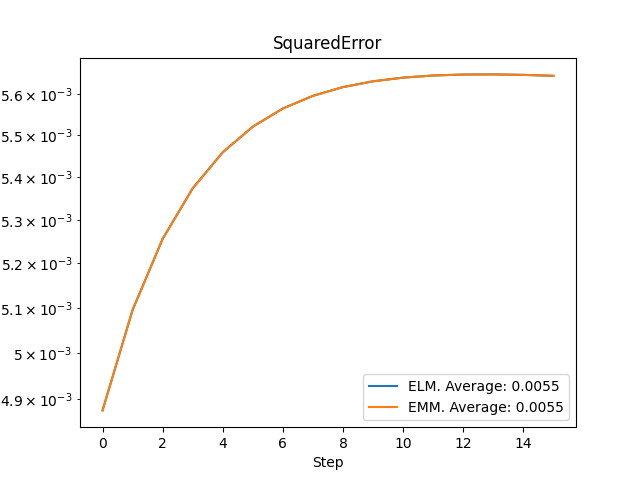 SquaredError
5.6 × 10⁻³
5.5 × 10⁻³
5.4 × 10⁻³
5.3 × 10⁻³
5.2 × 10⁻³
5.1 × 10⁻³
5 × 10⁻³
4.9 × 10⁻³
ELM. Average: 0.0055
EMM. Average: 0.0055
0 2 4 6 8 10 12 14
Step